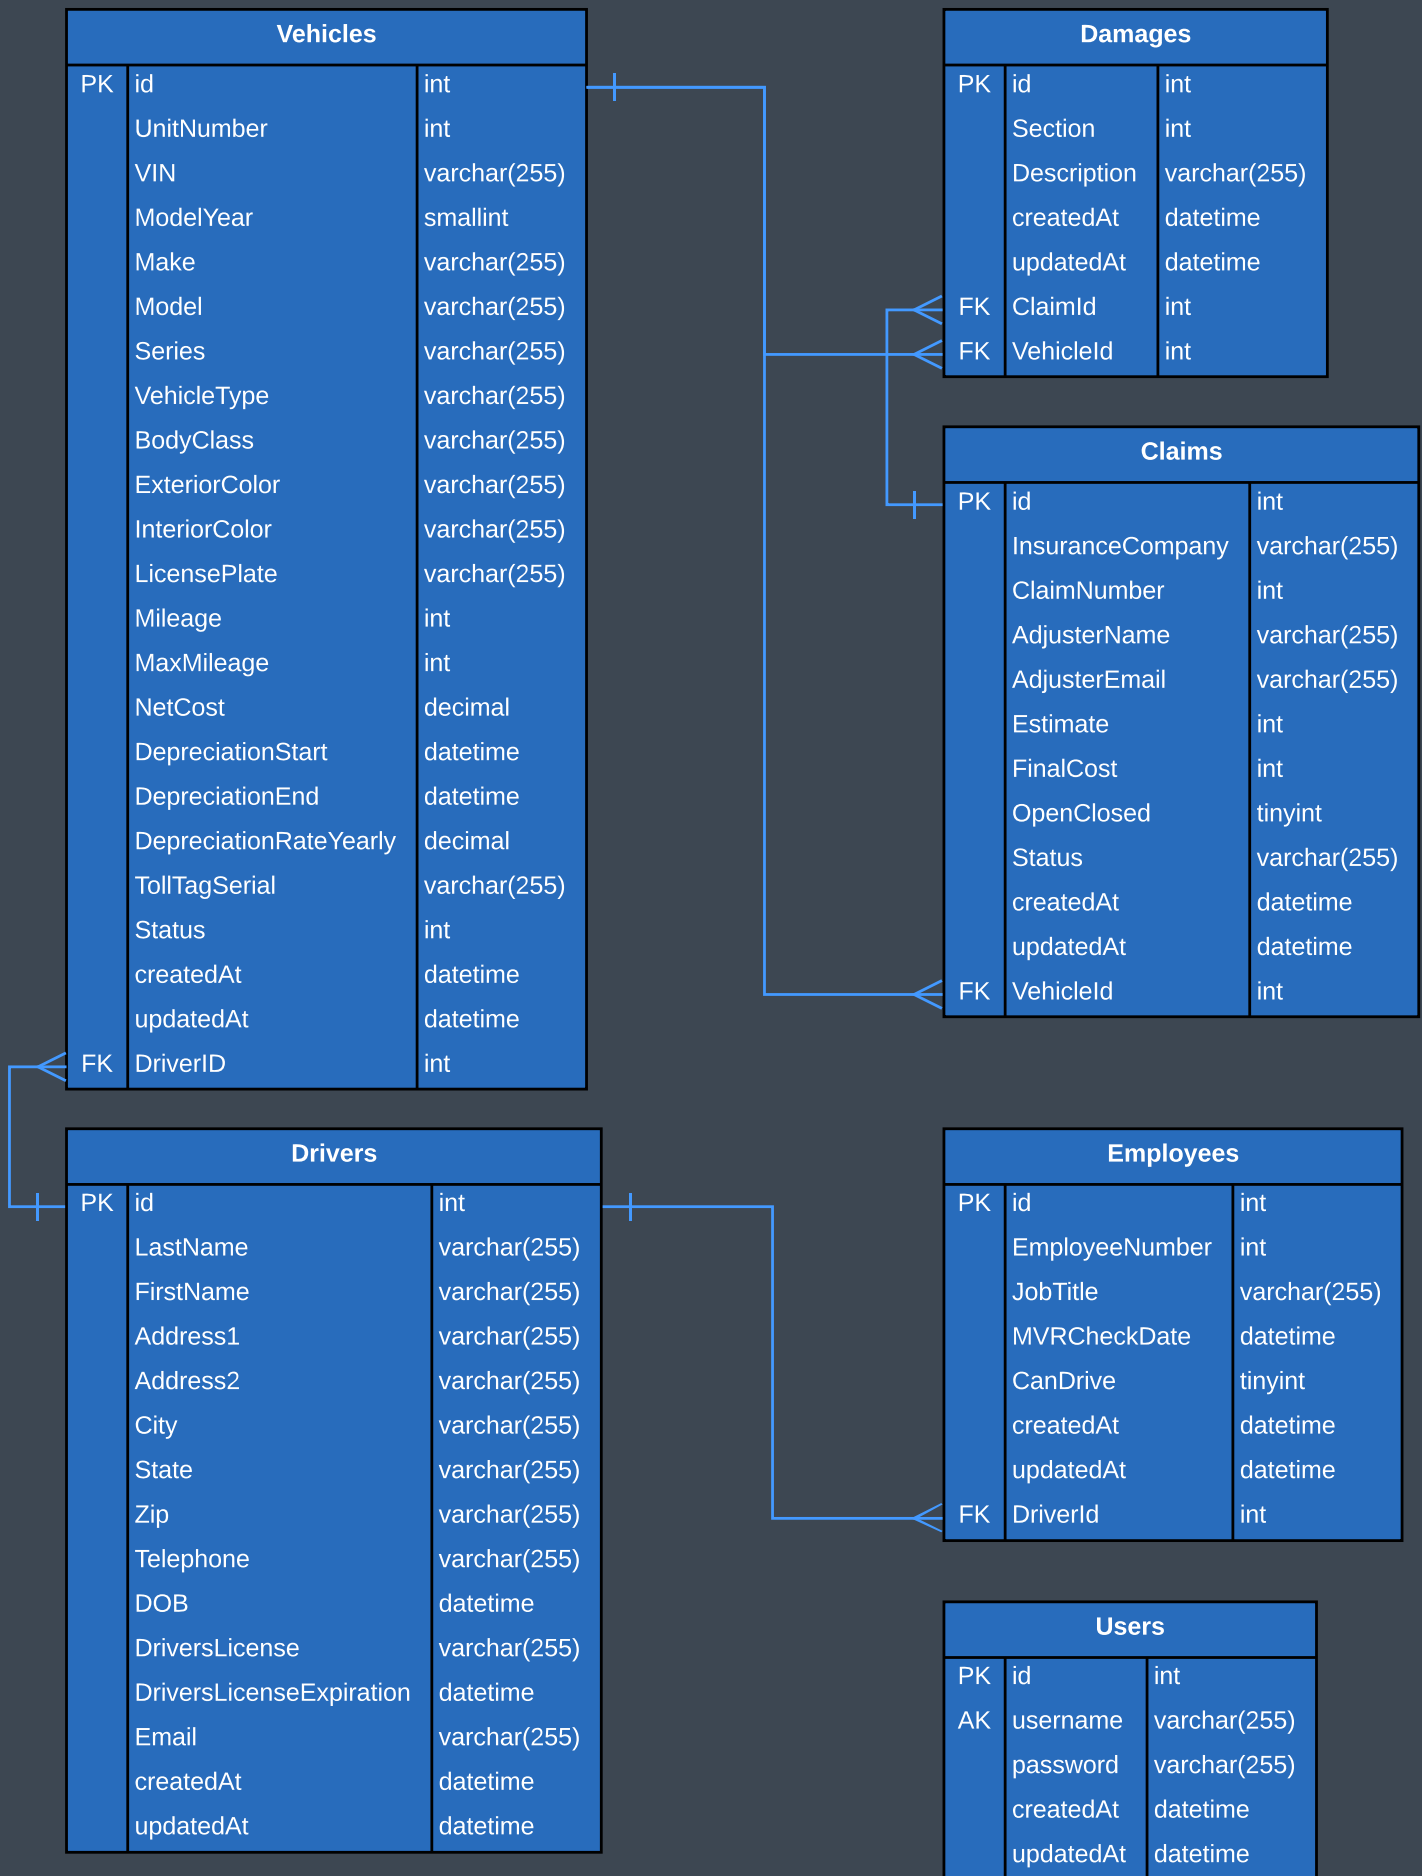 Vehicles
PK id int
UnitNumber int
VIN varchar(255)
ModelYear smallint
Make varchar(255)
Model varchar(255)
Series varchar(255)
VehicleType varchar(255)
BodyClass varchar(255)
ExteriorColor varchar(255)
InteriorColor varchar(255)
LicensePlate varchar(255)
Mileage int
MaxMileage int
NetCost decimal
DepreciationStart datetime
DepreciationEnd datetime
DepreciationRateYearly decimal
TollTagSerial varchar(255)
Status int
createdAt datetime
updatedAt datetime
FK DriverID int
Damages
PK id int
Section int
Description varchar(255)
createdAt datetime
updatedAt datetime
FK ClaimId int
FK VehicleId int
Claims
PK id int
InsuranceCompany varchar(255)
ClaimNumber int
AdjusterName varchar(255)
AdjusterEmail varchar(255)
Estimate int
FinalCost int
OpenClosed tinyint
Status varchar(255)
createdAt datetime
updatedAt datetime
FK VehicleId int
Drivers
PK id int
LastName varchar(255)
FirstName varchar(255)
Address1 varchar(255)
Address2 varchar(255)
City varchar(255)
State varchar(255)
Zip varchar(255)
Telephone varchar(255)
DOB datetime
DriversLicense varchar(255)
DriversLicenseExpiration datetime
Email varchar(255)
createdAt datetime
updatedAt datetime
Employees
PK id int
EmployeeNumber int
JobTitle varchar(255)
MVRCheckDate datetime
CanDrive tinyint
createdAt datetime
updatedAt datetime
FK DriverId int
Users
PK id int
AK username varchar(255)
password varchar(255)
createdAt datetime
updatedAt datetime